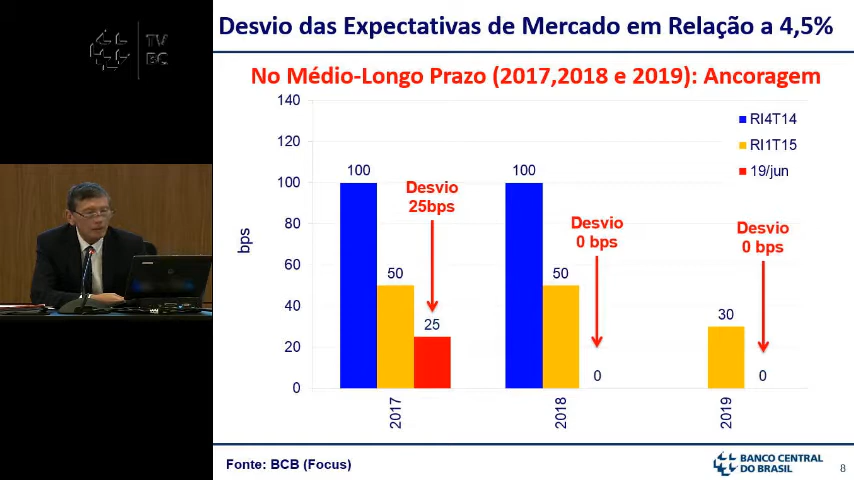 TV
BC
Desvio das Expectativas de Mercado em Relação a 4,5%
No Médio-Longo Prazo (2017,2018 e 2019): Ancoragem
140
120
100
80
60
40
20
0
bps
RI4T14
RI1T15
19/jun
100
50
25
Desvio
25bps
100
50
0
Desvio
0 bps
30
0
Desvio
0 bps
2017
2018
2019
Fonte: BCB (Focus)
BANCO CENTRAL
DO BRASIL
8